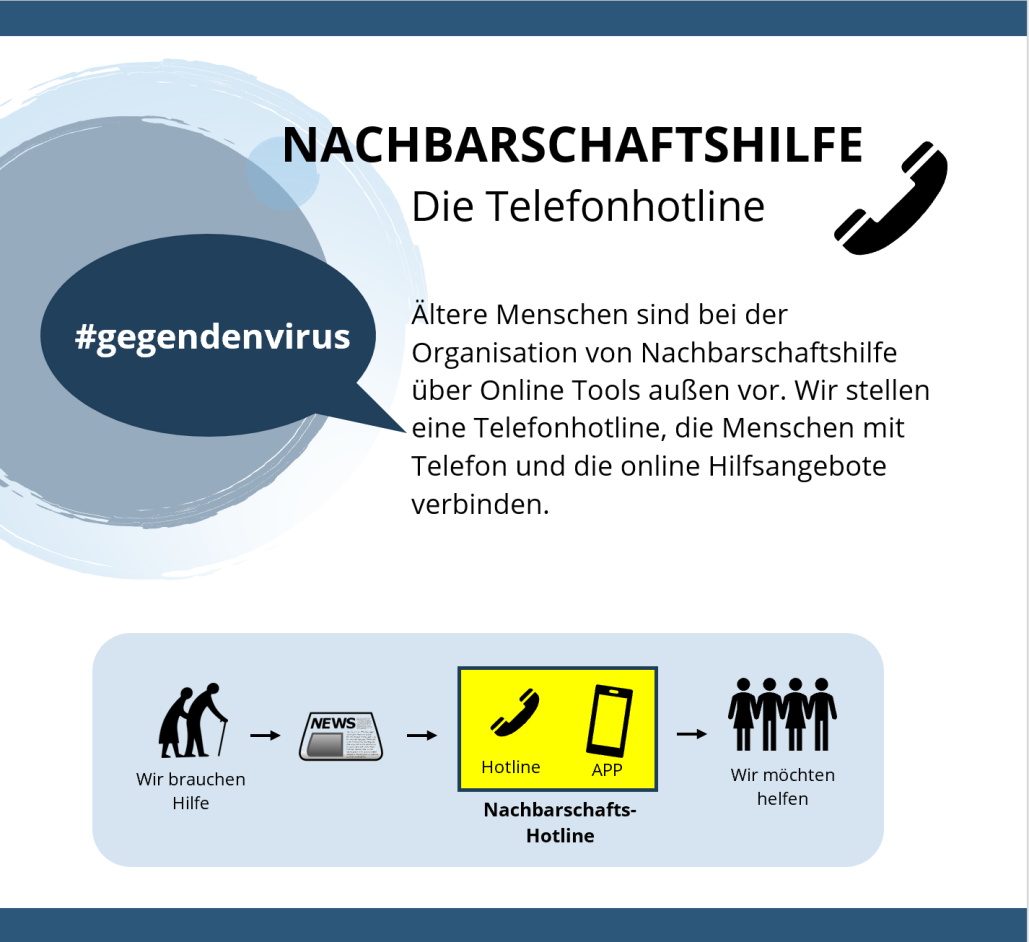 NACHBARSCHAFTSHILFE
Die Telefonhotline
#gegendenvirus
Ältere Menschen sind bei der
Organisation von Nachbarschaftshilfe
über Online Tools außen vor. Wir stellen
eine Telefonhotline, die Menschen mit
Telefon und die online Hilfsangebote
verbinden.
Wir brauchen
Hilfe
NEWS
Hotline
APP
Nachbarschafts-
Hotline
Wir möchten
helfen